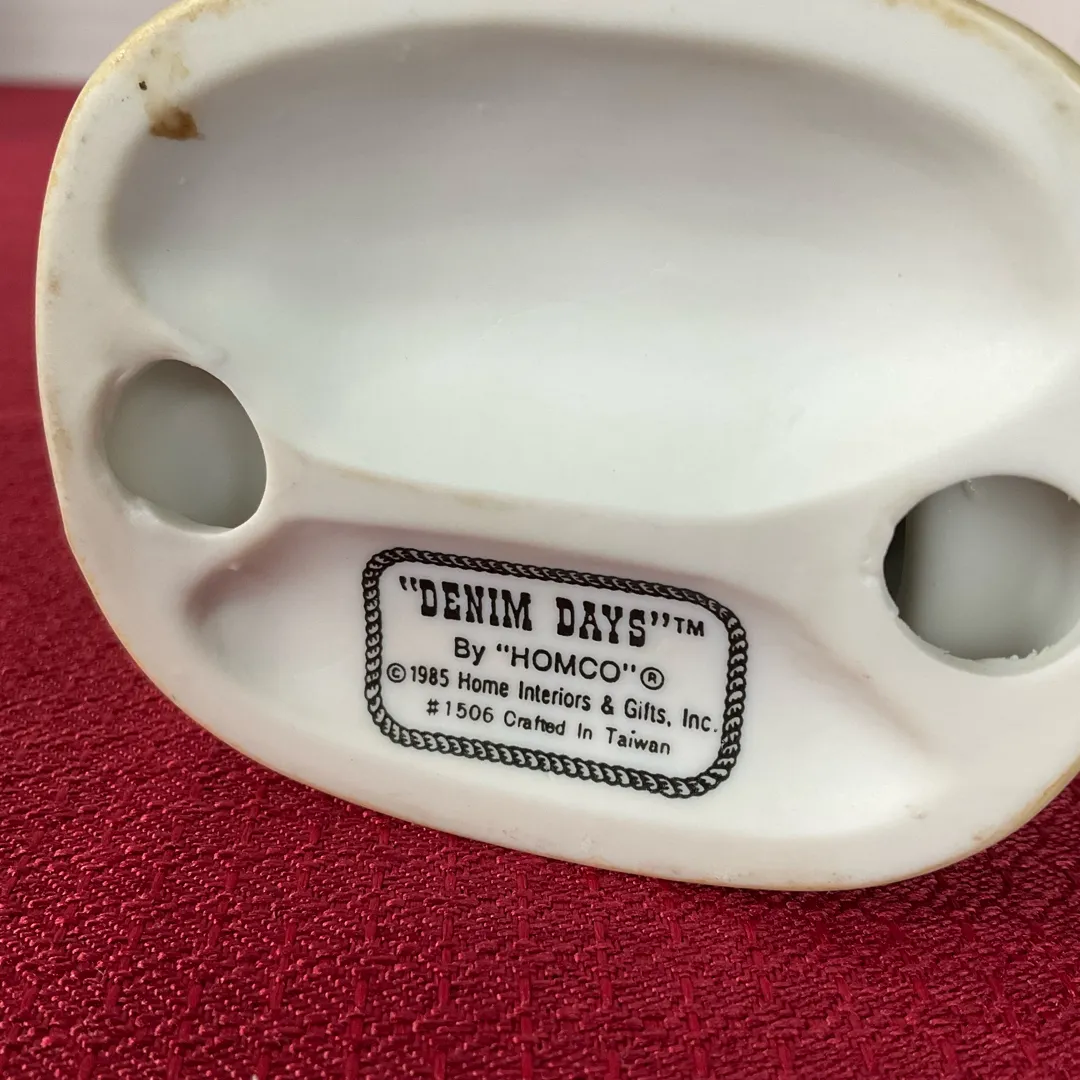 "DENIM DAYS"™
By "HOMCO"®
©1985 Home Interiors & Gifts, Inc.
#1506 Crafted In Taiwan